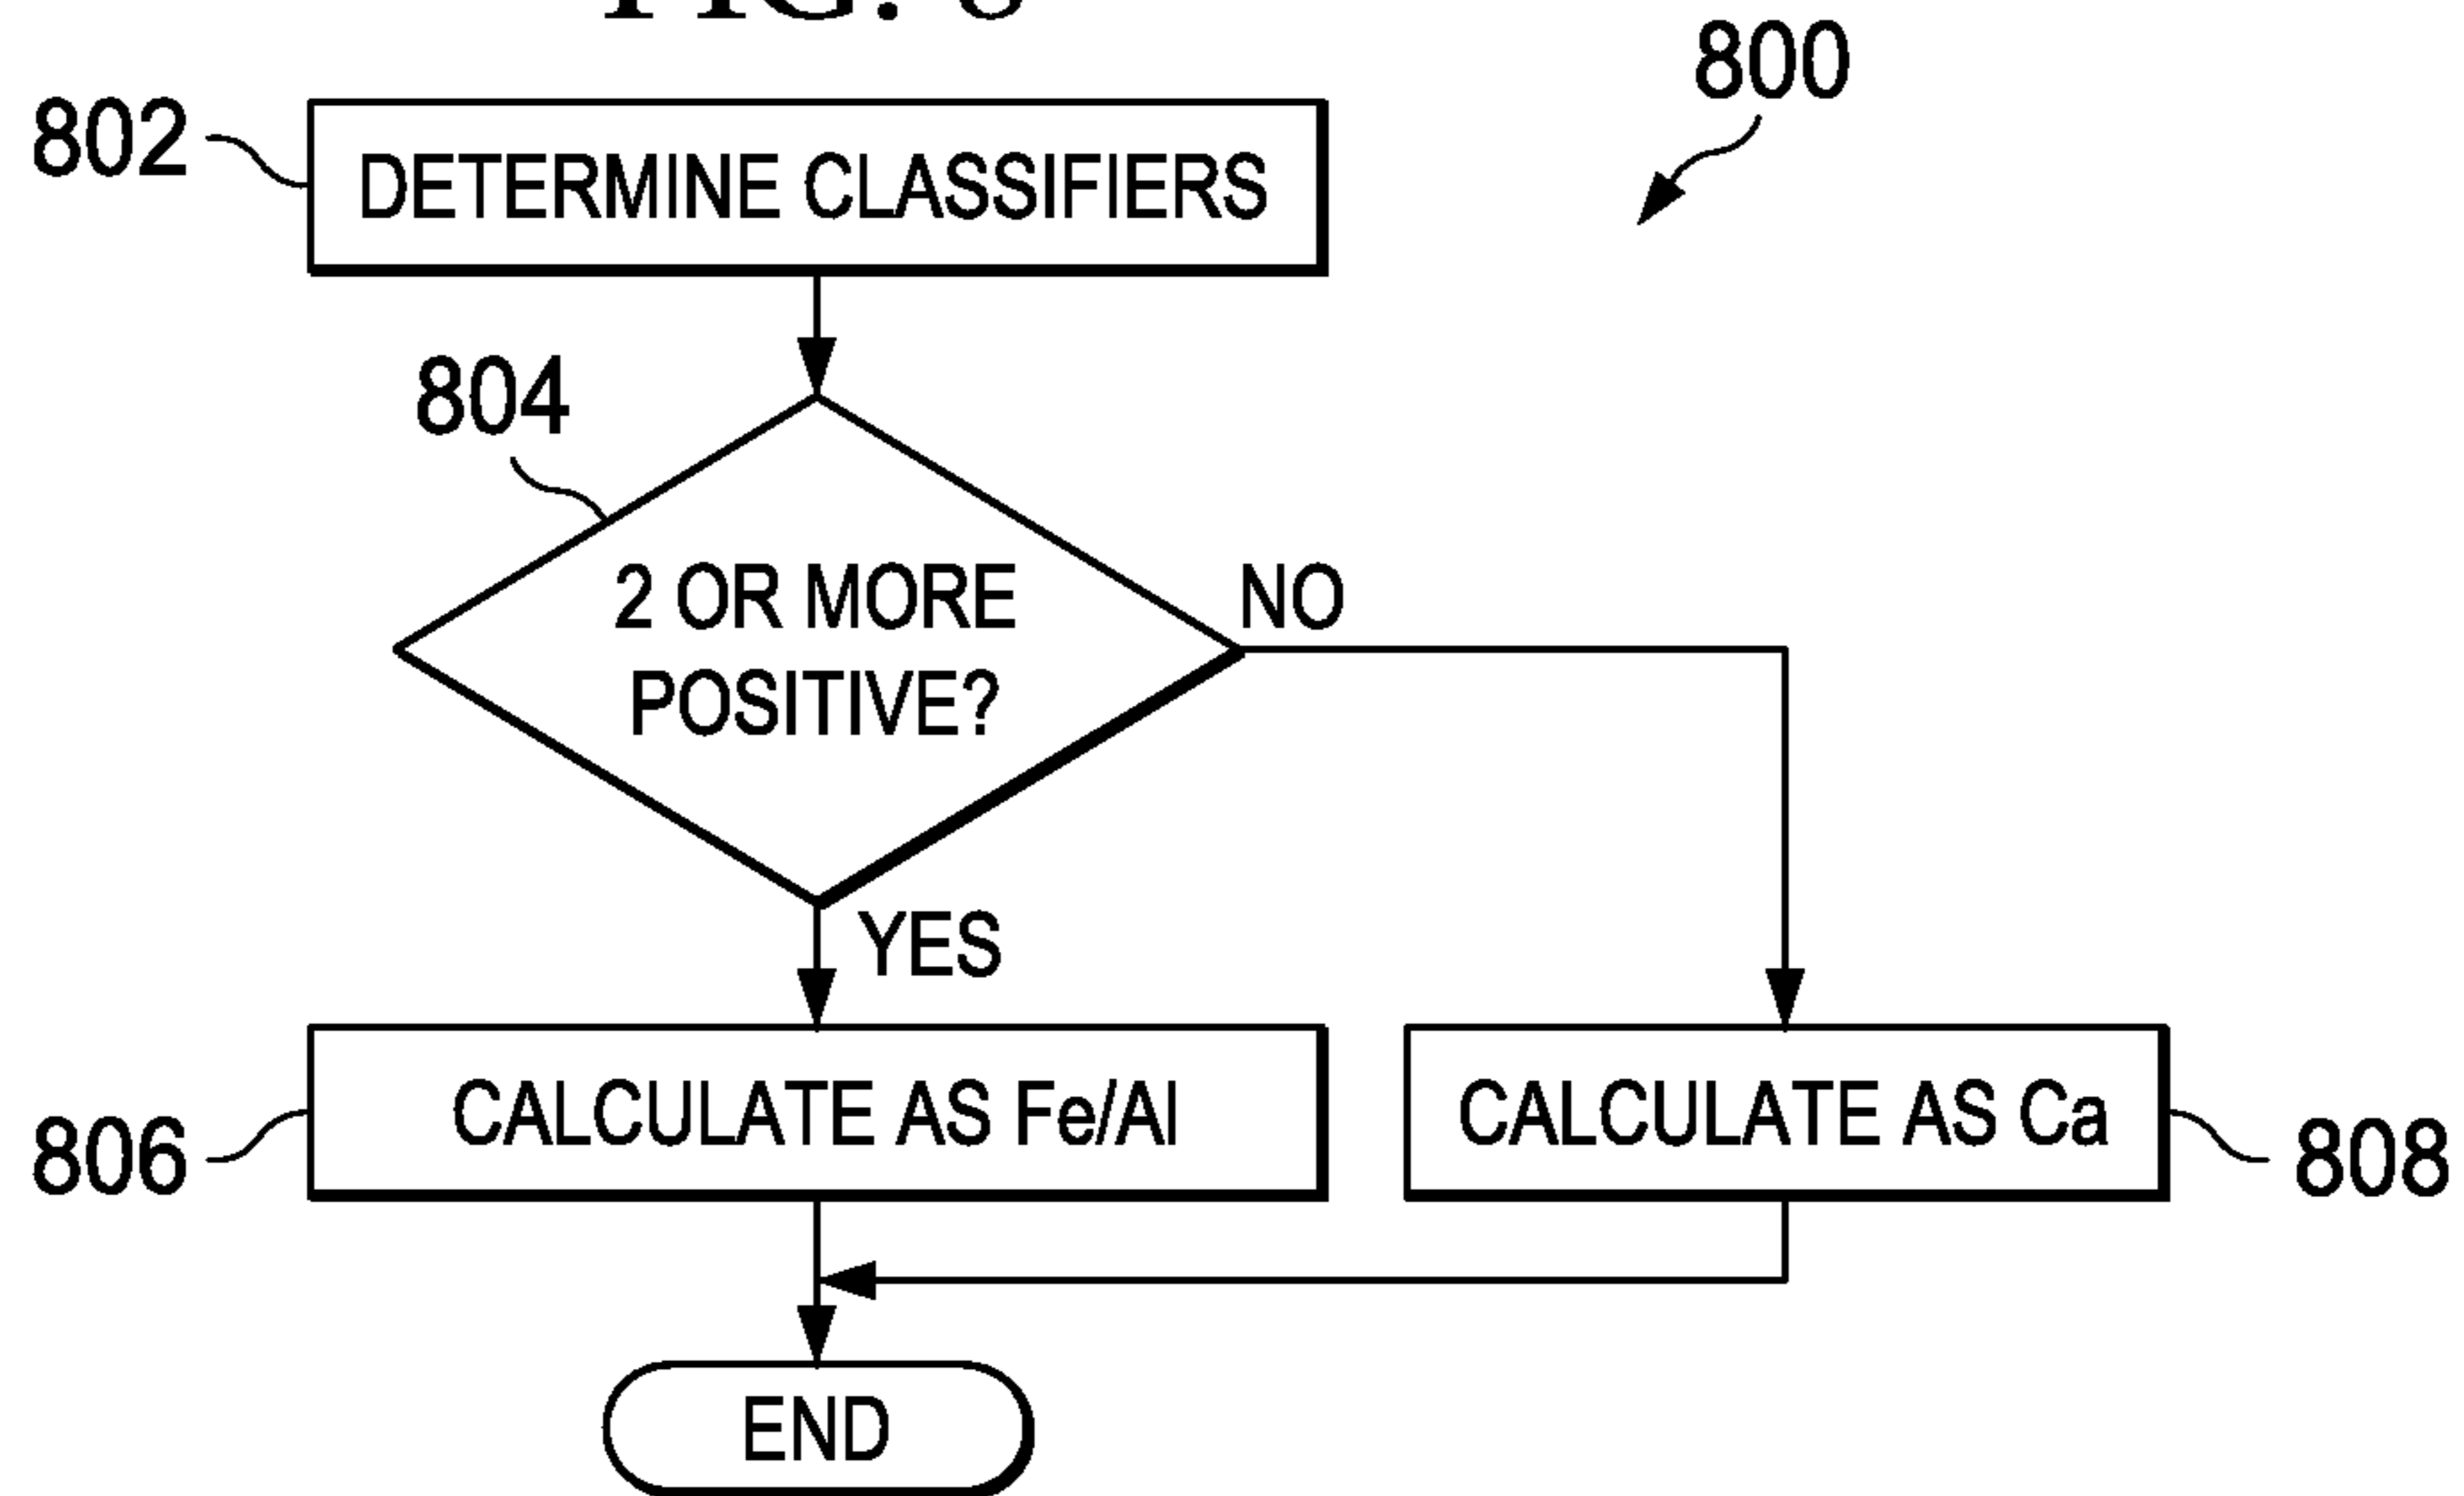 FIG.
800
802
DETERMINE CLASSIFIERS
804
2 OR MORE
POSITIVE?
NO
YES
806
CALCULATE AS Fe/Al
CALCULATE AS Ca
808
END